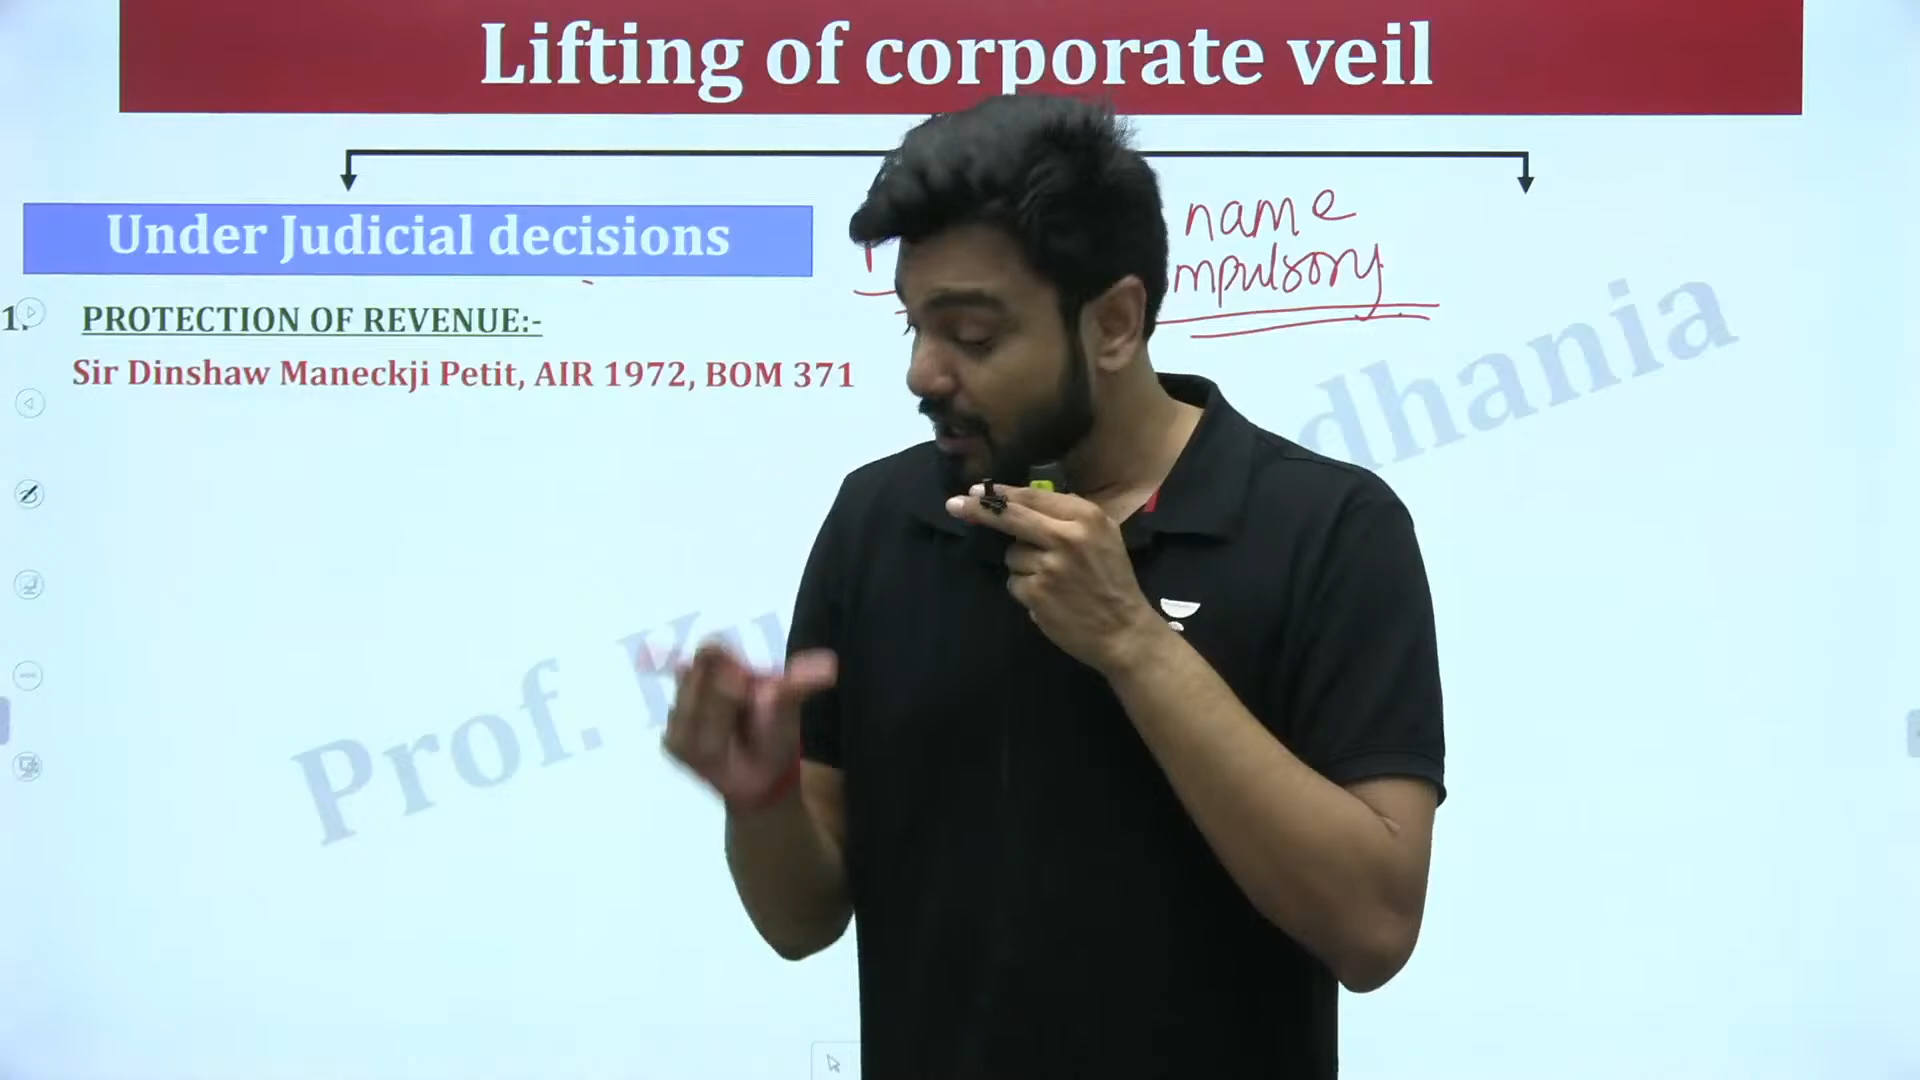 Lifting of corporate veil
Under Judicial decisions
name
mpulsory
1. PROTECTION OF REVENUE:-
Sir Dinshaw Maneckji Petit, AIR 1972, BOM 371
Prof. Ku
dhania